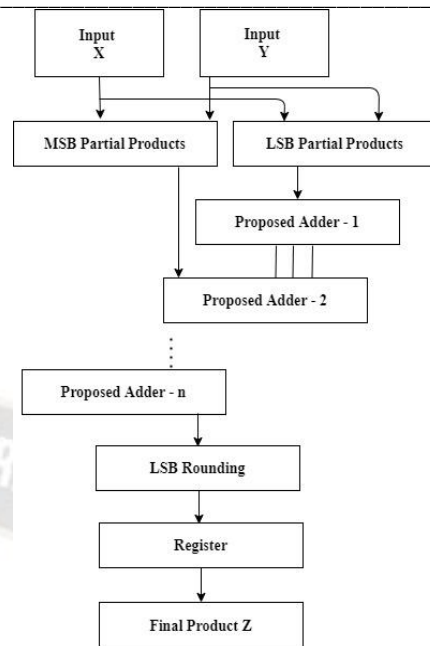 Input
X
Input
Y
MSB Partial Products
LSB Partial Products
Proposed Adder - 1
Proposed Adder - 2
Proposed Adder - n
LSB Rounding
Register
Final Product Z